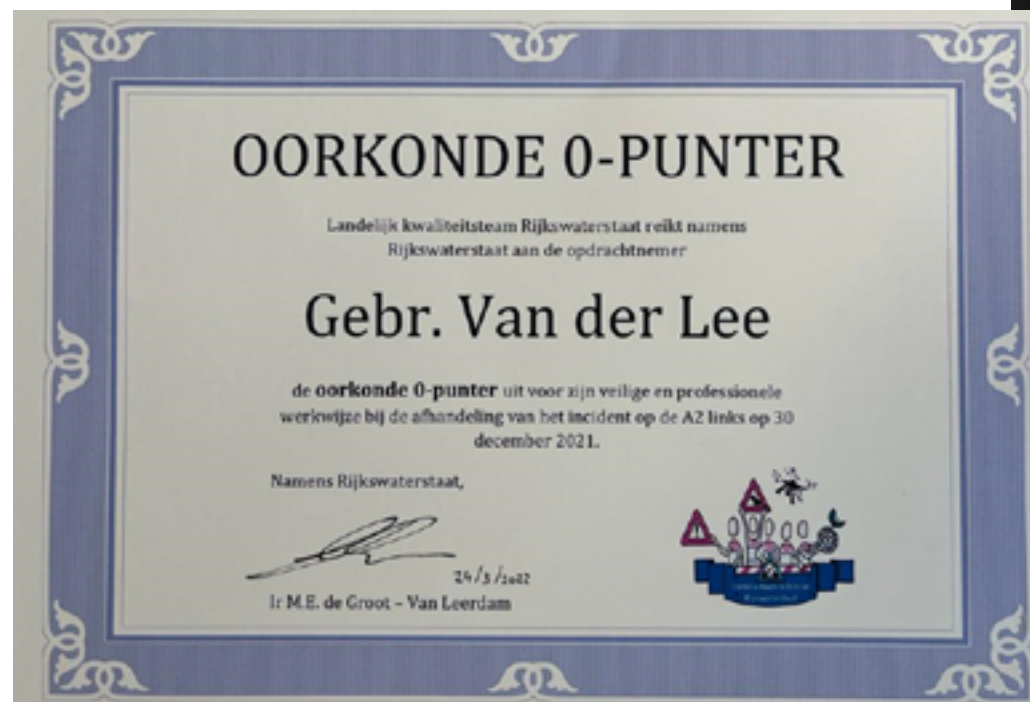 OORKONDE 0-PUNTER
Landelijk kwaliteitsteam Rijkswaterstaat reikt namens
Rijkswaterstaat aan de opdrachtnemer
Gebr. Van der Lee
de oorkonde 0-punter uit voor zijn veilige en professionele
werkwijze bij de afhandeling van het incident op de A2 links op 30
december 2021.
Namens Rijkswaterstaat,
24/3/2022
Ir M.E. de Groot – Van Leerdam